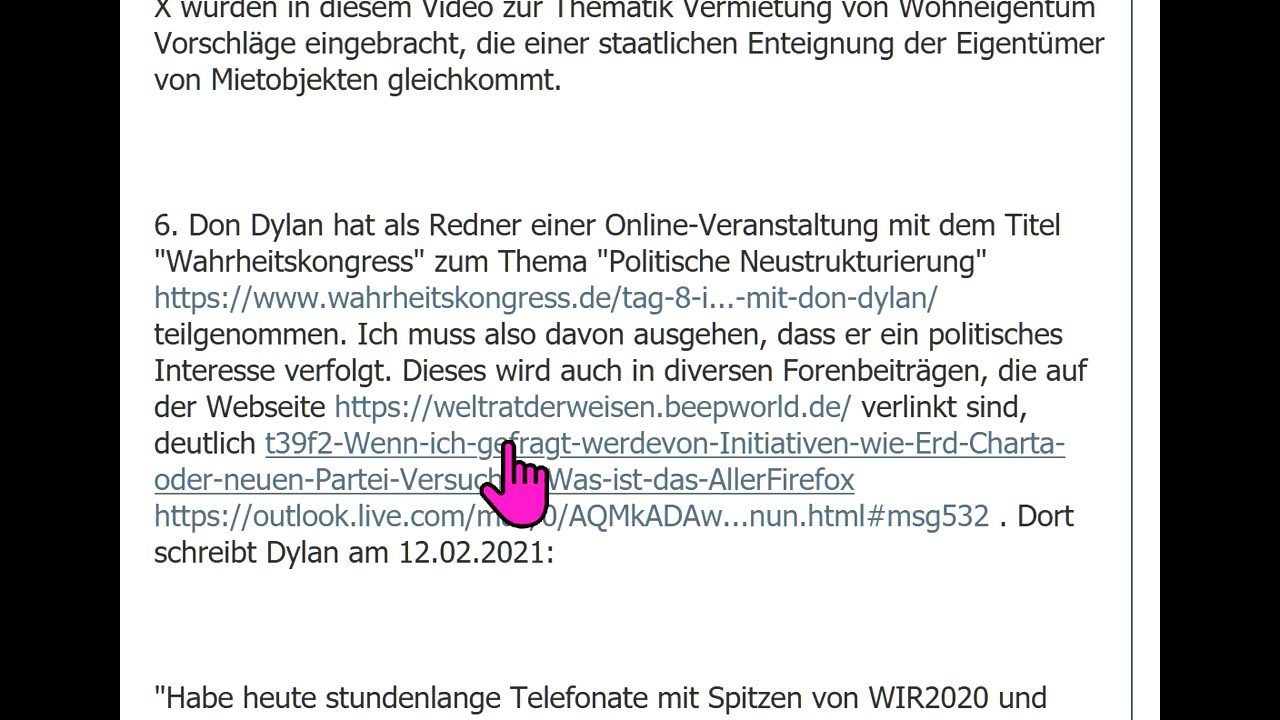 X wurden in diesem Video zur Thematik Vermietung von Wohneigentum
Vorschläge eingebracht, die einer staatlichen Enteignung der Eigentümer
von Mietobjekten gleichkommt.
6. Don Dylan hat als Redner einer Online-Veranstaltung mit dem Titel
"Wahrheitskongress" zum Thema "Politische Neustrukturierung"
https://www.wahrheitskongress.de/tag-8-i...-mit-don-dylan/
teilgenommen. Ich muss also davon ausgehen, dass er ein politisches
Interesse verfolgt. Dieses wird auch in diversen Forenbeiträgen, die auf
der Webseite https://weltratderweisen.beepworld.de/ verlinkt sind,
deutlich t39f2-Wenn-ich-gefragt-werdevon-Initiativen-wie-Erd-Charta-
oder-neuen-Partei-Versuch Was-ist-das-AllerFirefox
https://outlook.live.com/m /0/AQMkADAw...nun.html#msg532 . Dort
schreibt Dylan am 12.02.2021:
"Habe heute stundenlange Telefonate mit Spitzen von WIR2020 und